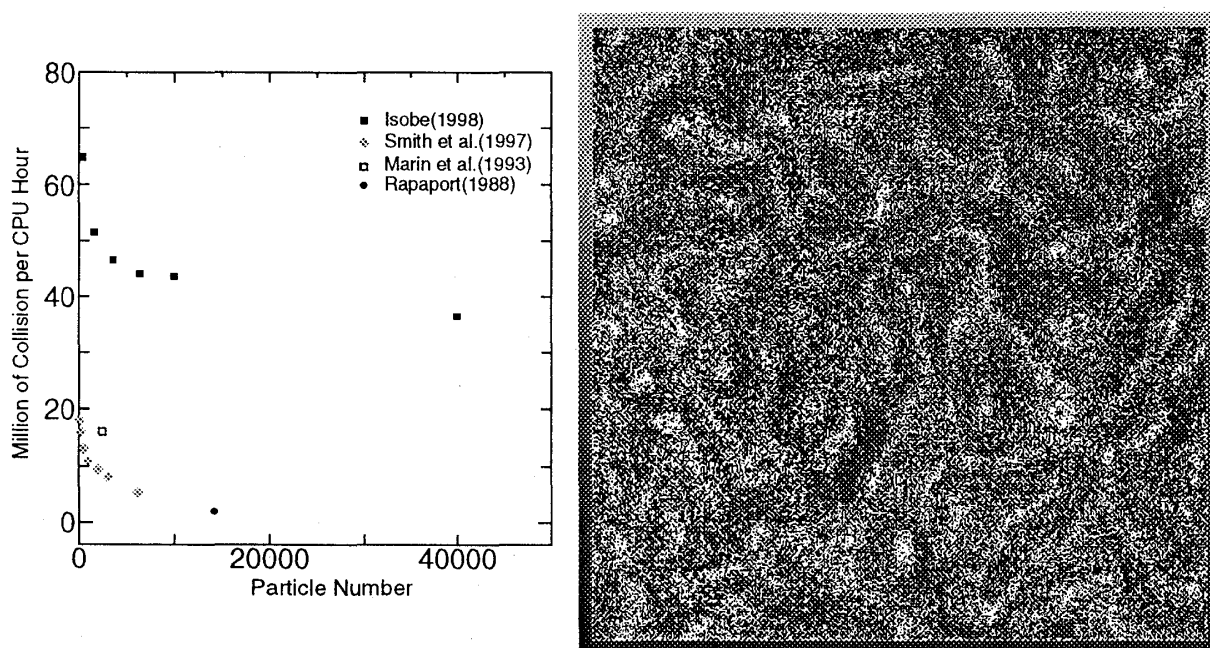 80
60
40
20
0
Million of Collision per CPU Hour
Isobe(1998)
Smith et al.(1997)
Marin et al.(1993)
Rapaport(1988)
0 20000 40000
Particle Number